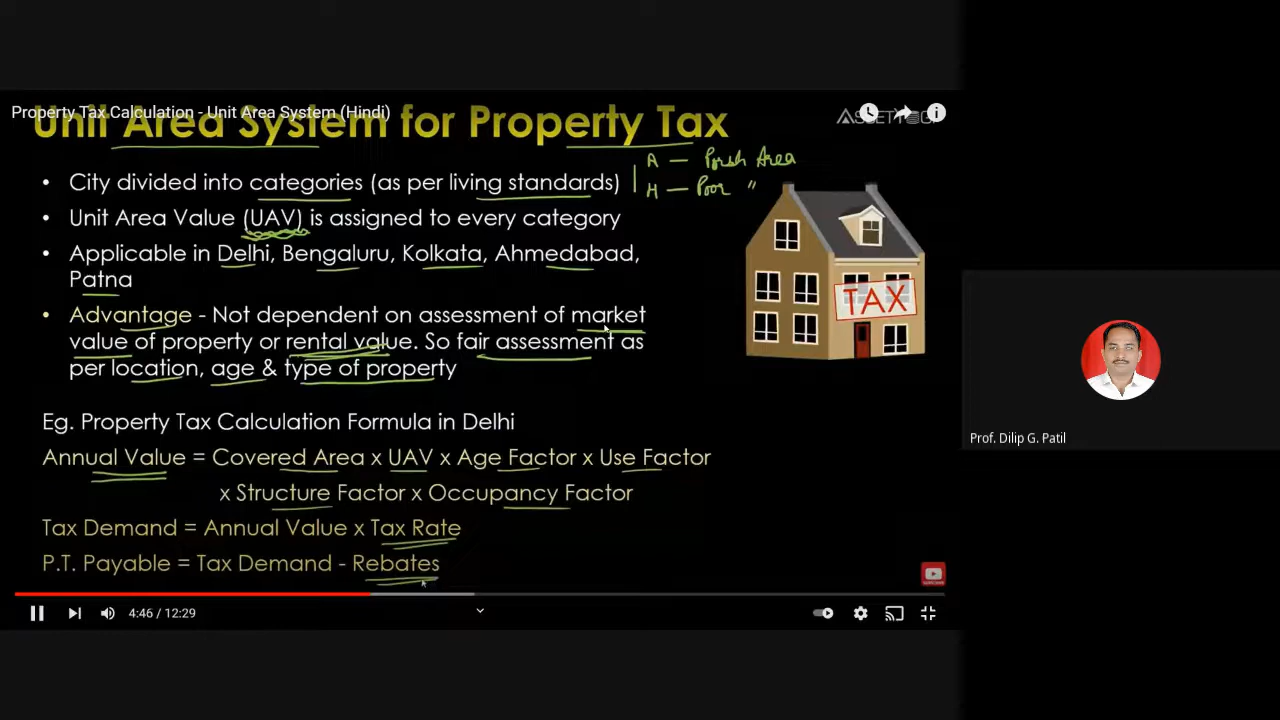 Property Tax Calculation - Unit Area System (Hindi)
Unit Area System for Property Tax
ASSETYOGI
A — Posh Area
H — Poor "
• City divided into categories (as per living standards)
• Unit Area Value (UAV) is assigned to every category
• Applicable in Delhi, Bengaluru, Kolkata, Ahmedabad,
Patna
• Advantage - Not dependent on assessment of market
value of property or rental value. So fair assessment as
per location, age & type of property
TAX
Eg. Property Tax Calculation Formula in Delhi
Annual Value = Covered Area x UAV x Age Factor x Use Factor
x Structure Factor x Occupancy Factor
Tax Demand = Annual Value x Tax Rate
P.T. Payable = Tax Demand - Rebates
SUBSCRIBE
4:46 / 12:29
Prof. Dilip G. Patil